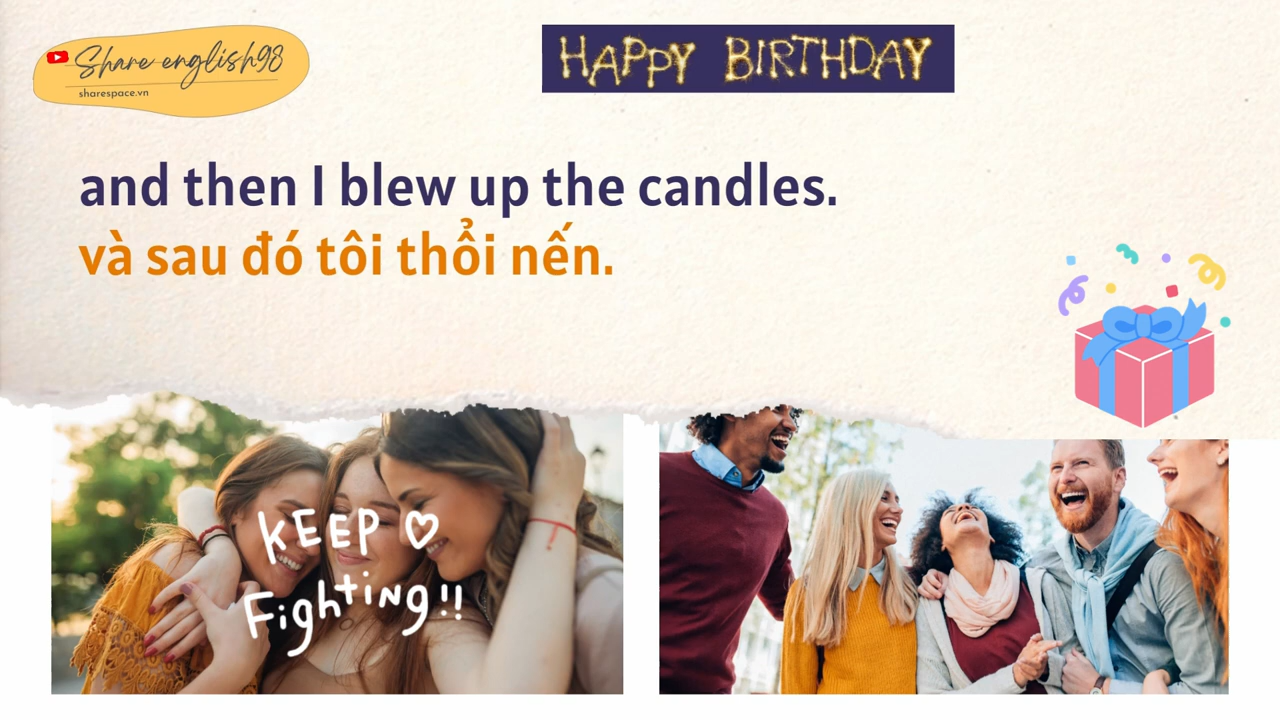 Share english98
sharespace.vn
HAPPY BIRTHDAY
and then I blew up the candles.
và sau đó tôi thổi nến.
KEEP
Fighting!!